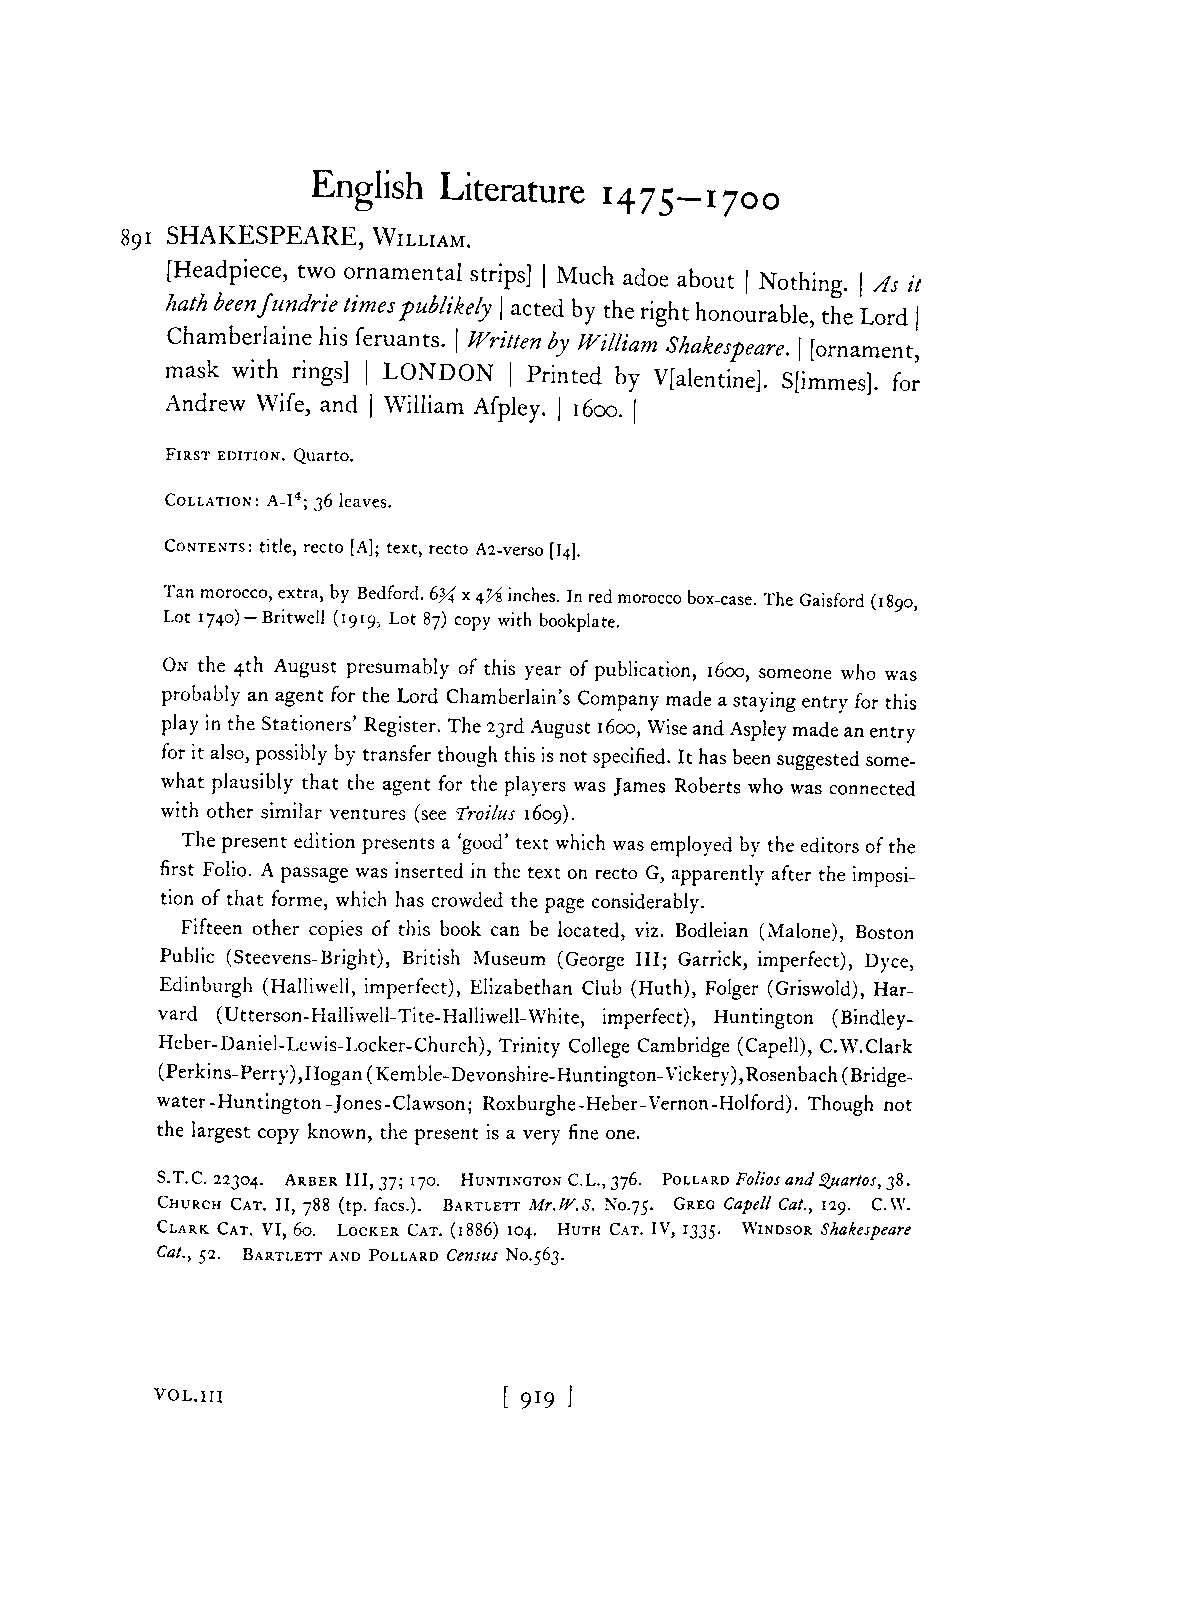 English Literature 1475–1700
891 SHAKESPEARE, WILLIAM.
[Headpiece, two ornamental strips] | Much adoe about | Nothing. | As it
hath been ſundrie times publikely | acted by the right honourable, the Lord |
Chamberlaine his ſeruants. | Written by William Shakespeare. | [ornament,
mask with rings] | LONDON | Printed by V[alentine]. S[immes]. for
Andrew Wiſe, and | William Aſpley. | 1600. |
FIRST EDITION. Quarto.
COLLATION: A-I⁴; 36 leaves.
CONTENTS: title, recto [A]; text, recto A2-verso [I4].
Tan morocco, extra, by Bedford. 6¾ x 4⅞ inches. In red morocco box-case. The Gaisford (1890,
Lot 1740) — Britwell (1919, Lot 87) copy with bookplate.
ON the 4th August presumably of this year of publication, 1600, someone who was
probably an agent for the Lord Chamberlain's Company made a staying entry for this
play in the Stationers' Register. The 23rd August 1600, Wise and Aspley made an entry
for it also, possibly by transfer though this is not specified. It has been suggested some-
what plausibly that the agent for the players was James Roberts who was connected
with other similar ventures (see Troilus 1609).
The present edition presents a 'good' text which was employed by the editors of the
first Folio. A passage was inserted in the text on recto G, apparently after the imposi-
tion of that forme, which has crowded the page considerably.
Fifteen other copies of this book can be located, viz. Bodleian (Malone), Boston
Public (Steevens-Bright), British Museum (George III; Garrick, imperfect), Dyce,
Edinburgh (Halliwell, imperfect), Elizabethan Club (Huth), Folger (Griswold), Har-
vard (Utterson-Halliwell-Tite-Halliwell-White, imperfect), Huntington (Bindley-
Heber-Daniel-Lewis-Locker-Church), Trinity College Cambridge (Capell), C.W.Clark
(Perkins-Perry), Hogan (Kemble-Devonshire-Huntington-Vickery), Rosenbach (Bridge-
water-Huntington-Jones-Clawson; Roxburghe-Heber-Vernon-Holford). Though not
the largest copy known, the present is a very fine one.
S.T.C. 22304. ARBER III, 37; 170. HUNTINGTON C.L., 376. POLLARD Folios and Quartos, 38.
CHURCH CAT. II, 788 (tp. facs.). BARTLETT Mr.W.S. No.75. GREG Capell Cat., 129. C.W.
CLARK CAT. VI, 60. LOCKER CAT. (1886) 104. HUTH CAT. IV, 1335. WINDSOR Shakespeare
Cat., 52. BARTLETT AND POLLARD Census No.563.
VOL.III [ 919 ]